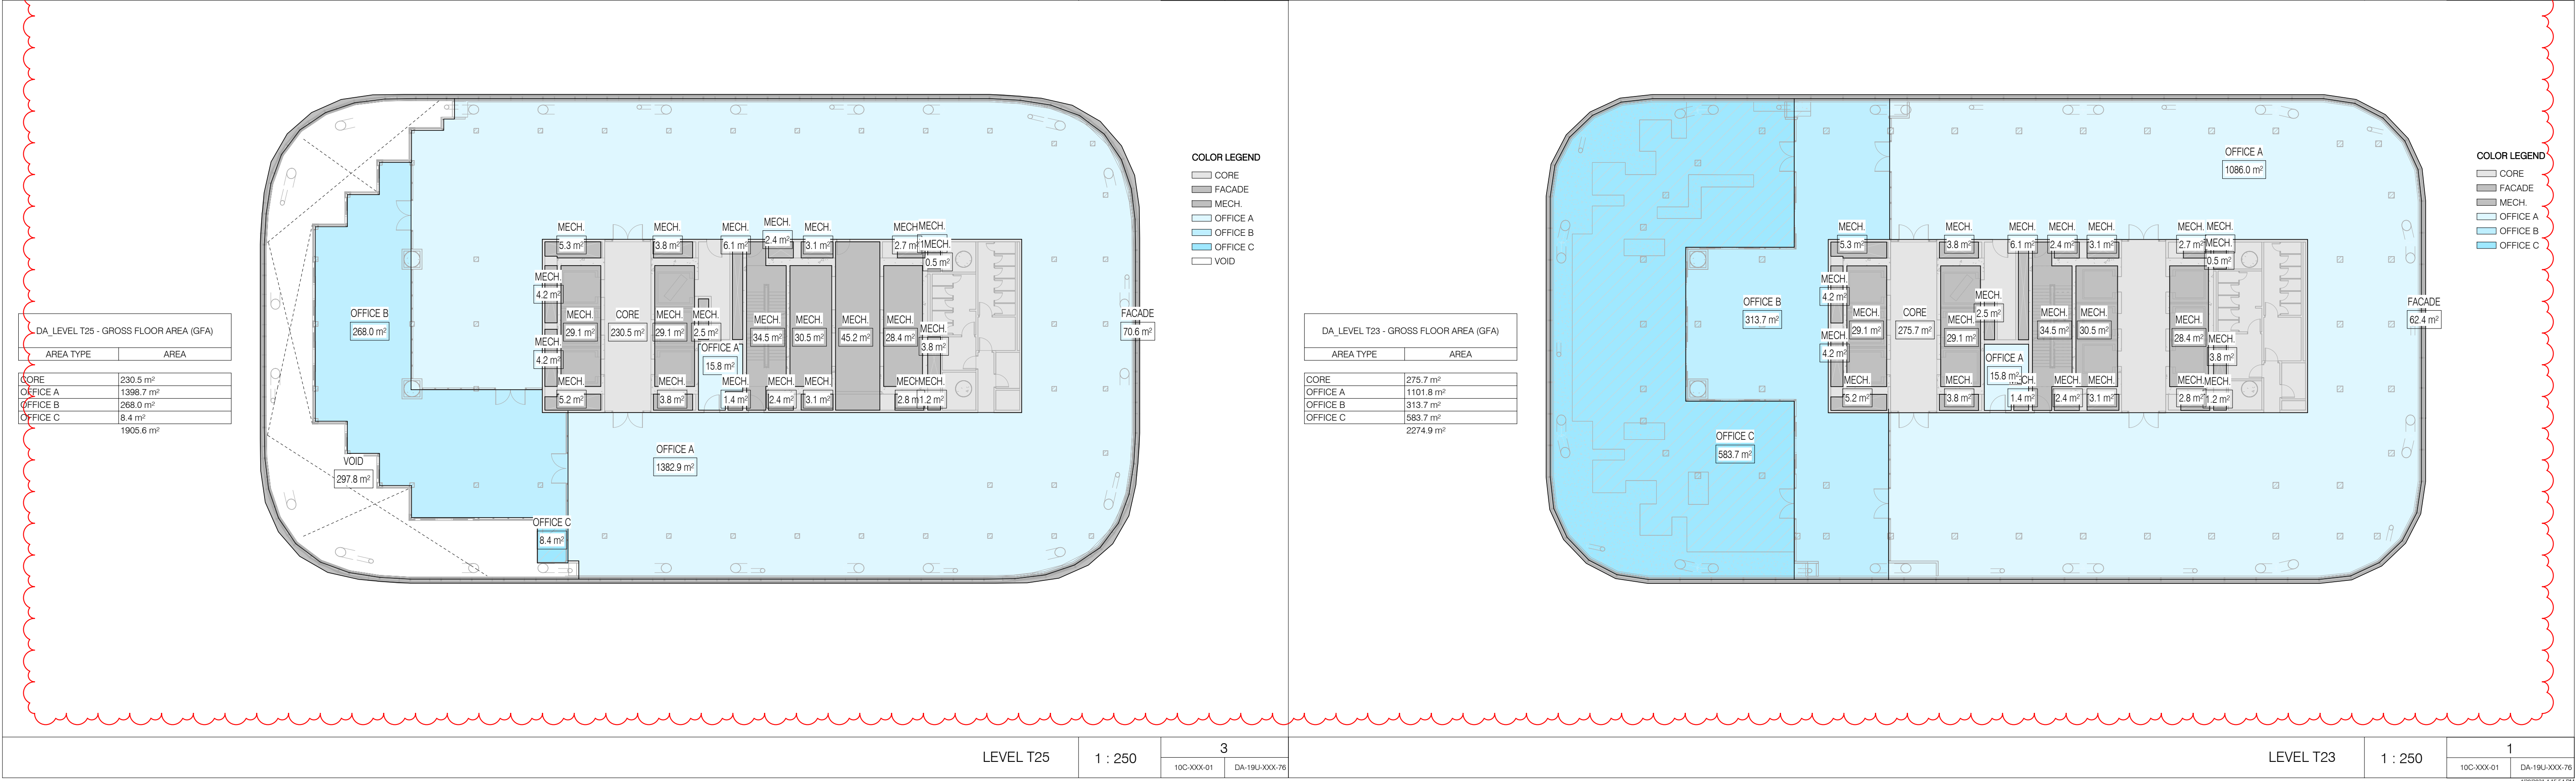 COLOR LEGEND
CORE
FACADE
MECH.
OFFICE A
OFFICE B
OFFICE C
VOID
DA_LEVEL T25 - GROSS FLOOR AREA (GFA)
AREA TYPE AREA
CORE 230.5 m²
OFFICE A 1398.7 m²
OFFICE B 268.0 m²
OFFICE C 8.4 m²
1905.6 m²
MECH. MECH. MECH. MECH. MECH. MECH. MECH.
5.3 m² 3.8 m² 6.1 m² 2.4 m² 3.1 m² 2.7 m²
MECH.
0.5 m²
MECH.
4.2 m²
OFFICE B
268.0 m²
MECH. CORE MECH. MECH. MECH. MECH. MECH. MECH.
29.1 m² 230.5 m² 29.1 m² 2.5 m² 34.5 m² 30.5 m² 45.2 m² 28.4 m²
MECH.
3.8 m²
FACADE
70.6 m²
MECH.
4.2 m²
OFFICE A
15.8 m²
MECH. MECH. MECH. MECH. MECH. MECH. MECH.
5.2 m² 3.8 m² 1.4 m² 2.4 m² 3.1 m² 2.8 m² 1.2 m²
OFFICE A
1382.9 m²
VOID
297.8 m²
OFFICE C
8.4 m²
LEVEL T25
1 : 250
3
10C-XXX-01 DA-19U-XXX-76
COLOR LEGEND
CORE
FACADE
MECH.
OFFICE A
OFFICE B
OFFICE C
DA_LEVEL T23 - GROSS FLOOR AREA (GFA)
AREA TYPE AREA
CORE 275.7 m²
OFFICE A 1101.8 m²
OFFICE B 313.7 m²
OFFICE C 583.7 m²
2274.9 m²
OFFICE A
1086.0 m²
MECH. MECH. MECH. MECH. MECH. MECH. MECH.
5.3 m² 3.8 m² 6.1 m² 2.4 m² 3.1 m² 2.7 m²
MECH.
0.5 m²
MECH.
4.2 m²
OFFICE B
313.7 m²
MECH. CORE MECH. MECH. MECH. MECH. MECH.
29.1 m² 275.7 m² 29.1 m² 2.5 m² 34.5 m² 30.5 m² 28.4 m²
MECH.
3.8 m²
FACADE
62.4 m²
MECH.
4.2 m²
OFFICE A
15.8 m²
MECH. MECH. MECH. MECH. MECH. MECH. MECH.
5.2 m² 3.8 m² 1.4 m² 2.4 m² 3.1 m² 2.8 m² 1.2 m²
OFFICE C
583.7 m²
LEVEL T23
1 : 250
1
10C-XXX-01 DA-19U-XXX-76